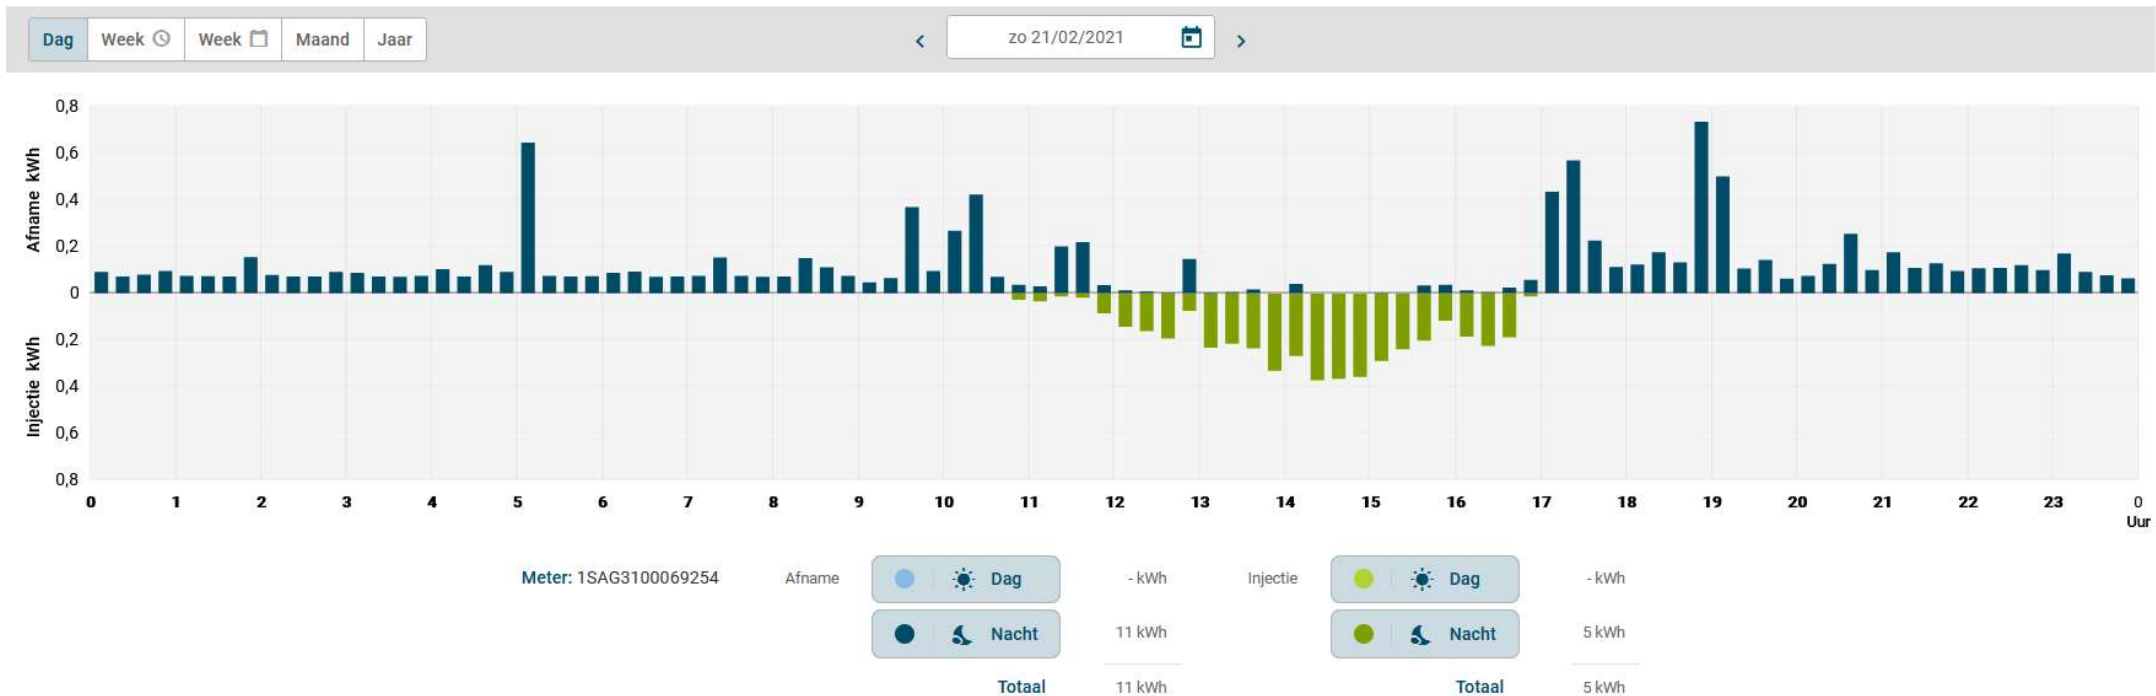 Dag Week Week Maand Jaar
zo 21/02/2021
Afname kWh
Injectie kWh
0,8
0,6
0,4
0,2
0
0,2
0,4
0,6
0,8
0 1 2 3 4 5 6 7 8 9 10 11 12 13 14 15 16 17 18 19 20 21 22 23 0
Uur
Meter: 1SAG3100069254 Afname Dag - kWh Injectie Dag - kWh
Nacht 11 kWh Nacht 5 kWh
Totaal 11 kWh Totaal 5 kWh